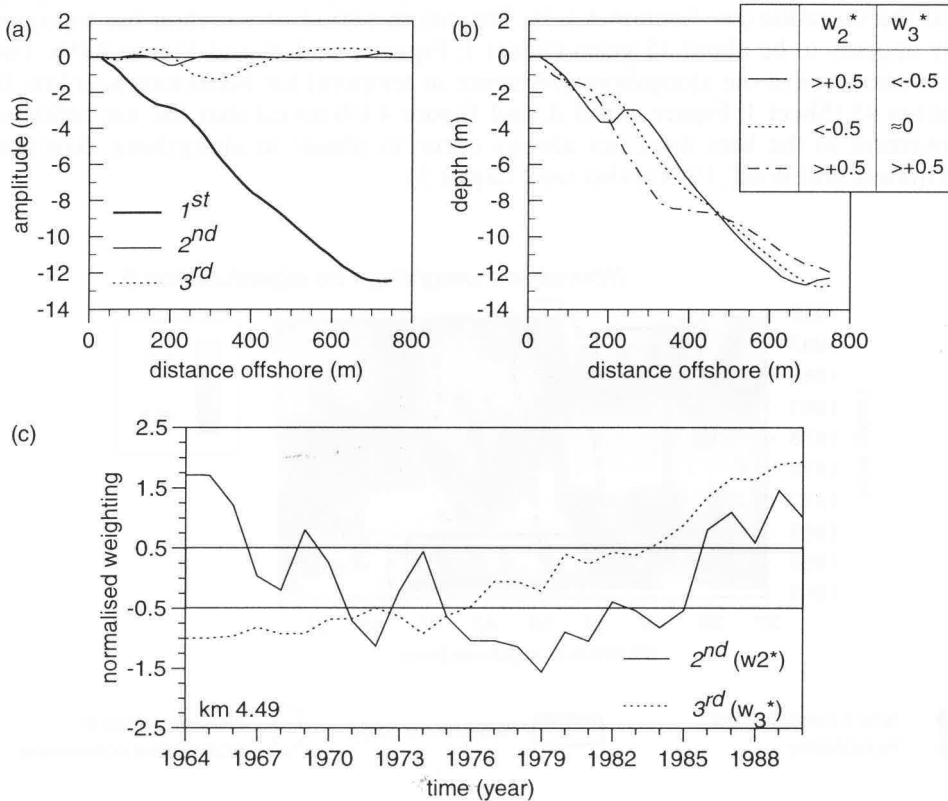 (a)
2
0
-2
-4
-6
-8
-10
-12
-14
amplitude (m)
1st
2nd
3rd
0 200 400 600 800
distance offshore (m)
(b)
2
0
-2
-4
-6
-8
-10
-12
-14
depth (m)
0 200 400 600 800
distance offshore (m)
w2* w3*
>+0.5 <-0.5
<-0.5 ≈0
>+0.5 >+0.5
(c)
2.5
1.5
0.5
-0.5
-1.5
-2.5
normalised weighting
2nd (w2*)
3rd (w3*)
km 4.49
1964 1967 1970 1973 1976 1979 1982 1985 1988
time (year)